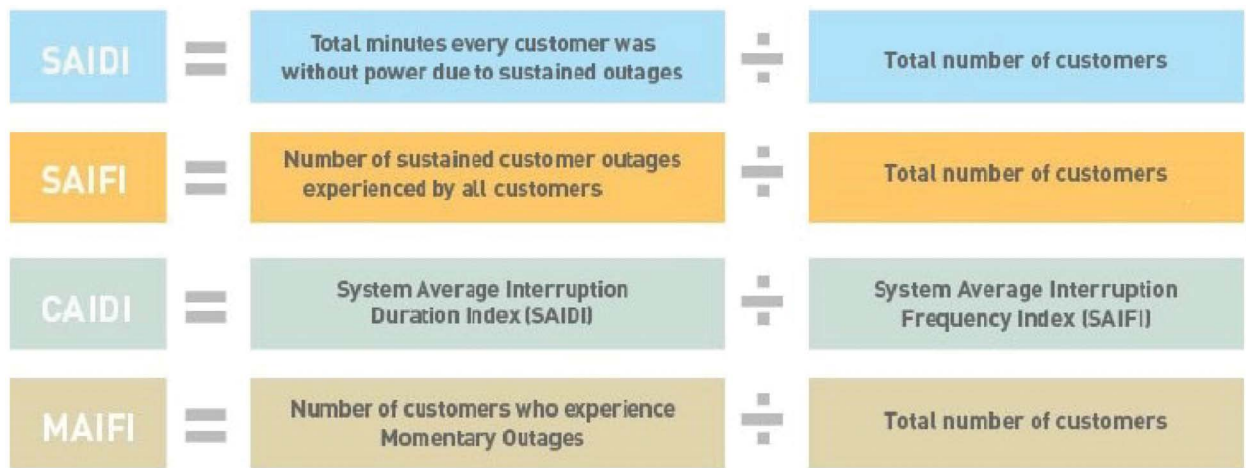 SAIDI = Total minutes every customer was ÷ Total number of customers
without power due to sustained outages
SAIFI = Number of sustained customer outages ÷ Total number of customers
experienced by all customers
CAIDI = System Average Interruption ÷ System Average Interruption
Duration Index (SAIDI) Frequency Index (SAIFI)
MAIFI = Number of customers who experience ÷ Total number of customers
Momentary Outages